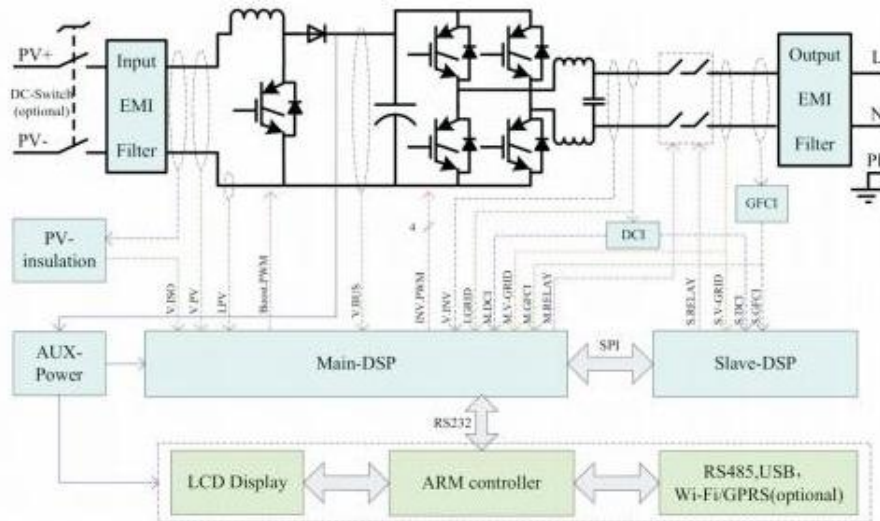 PV+
DC-Switch
(optional)
PV-
Input
EMI
Filter
Output
EMI
Filter
L
N
GFCI
DCI
PV-
insulation
4
V.ISO
V.PV
I.PV
Boost.PWM
V.BUS
INV.PWM
V.INV
I.GRID
M.DCI
M.V-GRID
M.GFCI
M.RELAY
S.RELAY
S.V-GRID
S.DCI
S.GFCI
AUX-
Power
Main-DSP
SPI
Slave-DSP
RS232
LCD Display
ARM controller
RS485,USB,
Wi-Fi/GPRS(optional)